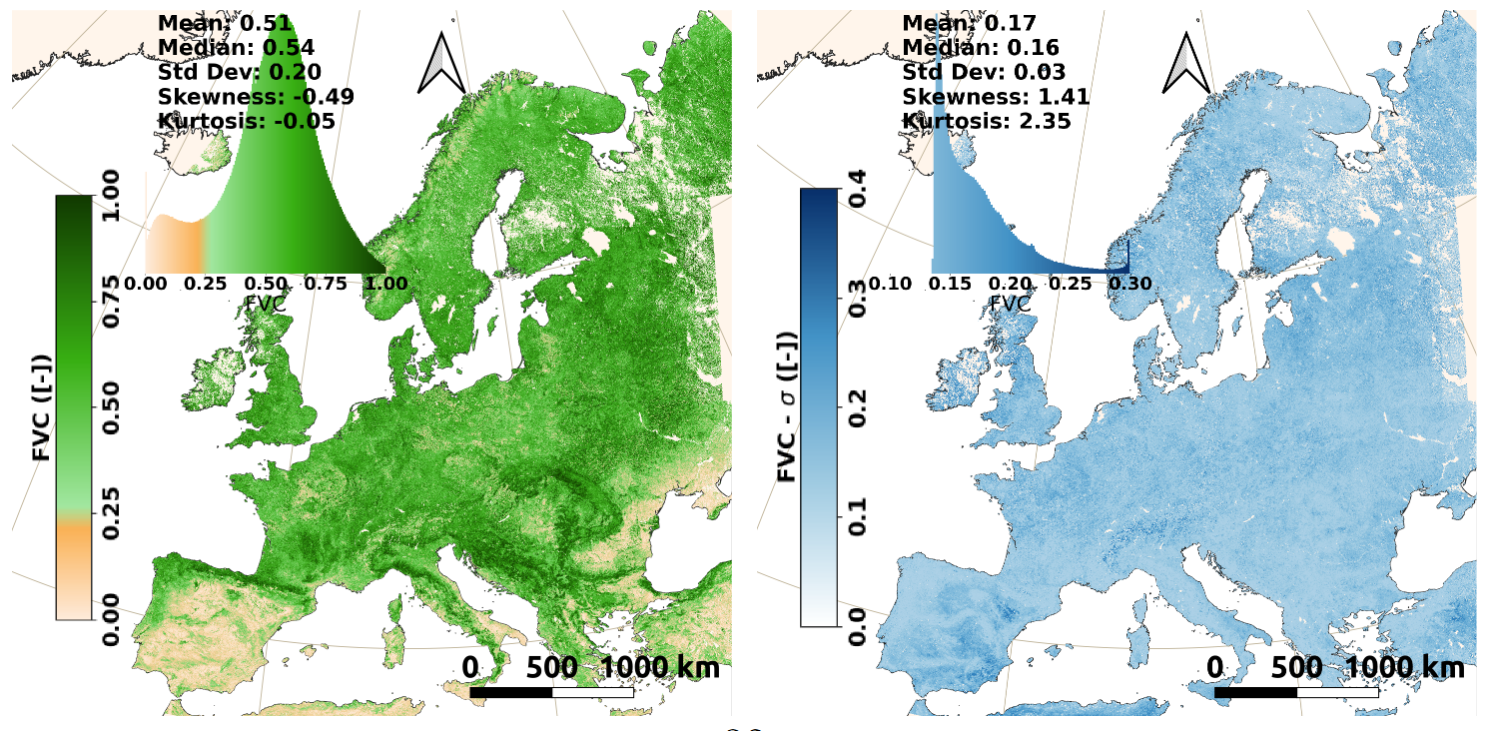 Mean: 0.51
Median: 0.54
Std Dev: 0.20
Skewness: -0.49
Kurtosis: -0.05
0.00 0.25 0.50 0.75 1.00
FVC
FVC ([-])
1.00
0.75
0.50
0.25
0.00
0 500 1000 km
Mean: 0.17
Median: 0.16
Std Dev: 0.03
Skewness: 1.41
Kurtosis: 2.35
0.10 0.15 0.20 0.25 0.30
FVC
FVC - σ ([-])
0.4
0.3
0.2
0.1
0.0
0 500 1000 km